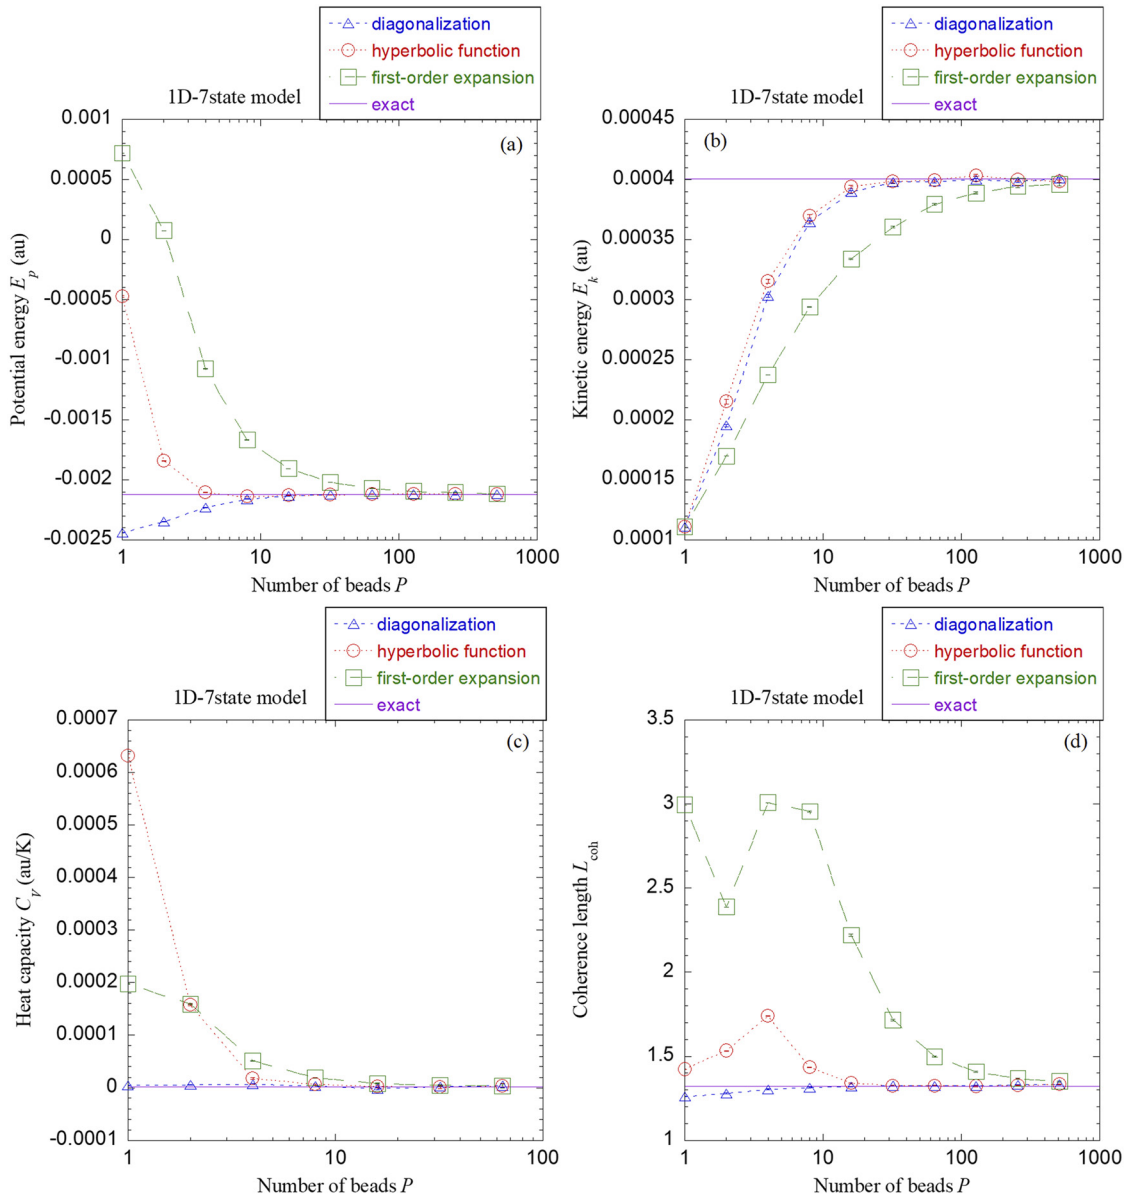 diagonalization
hyperbolic function
first-order expansion
exact
1D-7state model
(a)
0.001
0.0005
0
-0.0005
-0.001
-0.0015
-0.002
-0.0025
Potential energy E_p (au)
1 10 100 1000
Number of beads P
diagonalization
hyperbolic function
first-order expansion
exact
1D-7state model
(b)
0.00045
0.0004
0.00035
0.0003
0.00025
0.0002
0.00015
0.0001
Kinetic energy E_k (au)
1 10 100 1000
Number of beads P
diagonalization
hyperbolic function
first-order expansion
exact
1D-7state model
(c)
0.0007
0.0006
0.0005
0.0004
0.0003
0.0002
0.0001
0
-0.0001
Heat capacity C_V (au/K)
1 10 100
Number of beads P
diagonalization
hyperbolic function
first-order expansion
exact
1D-7state model
(d)
3.5
3
2.5
2
1.5
1
Coherence length L_coh
1 10 100 1000
Number of beads P